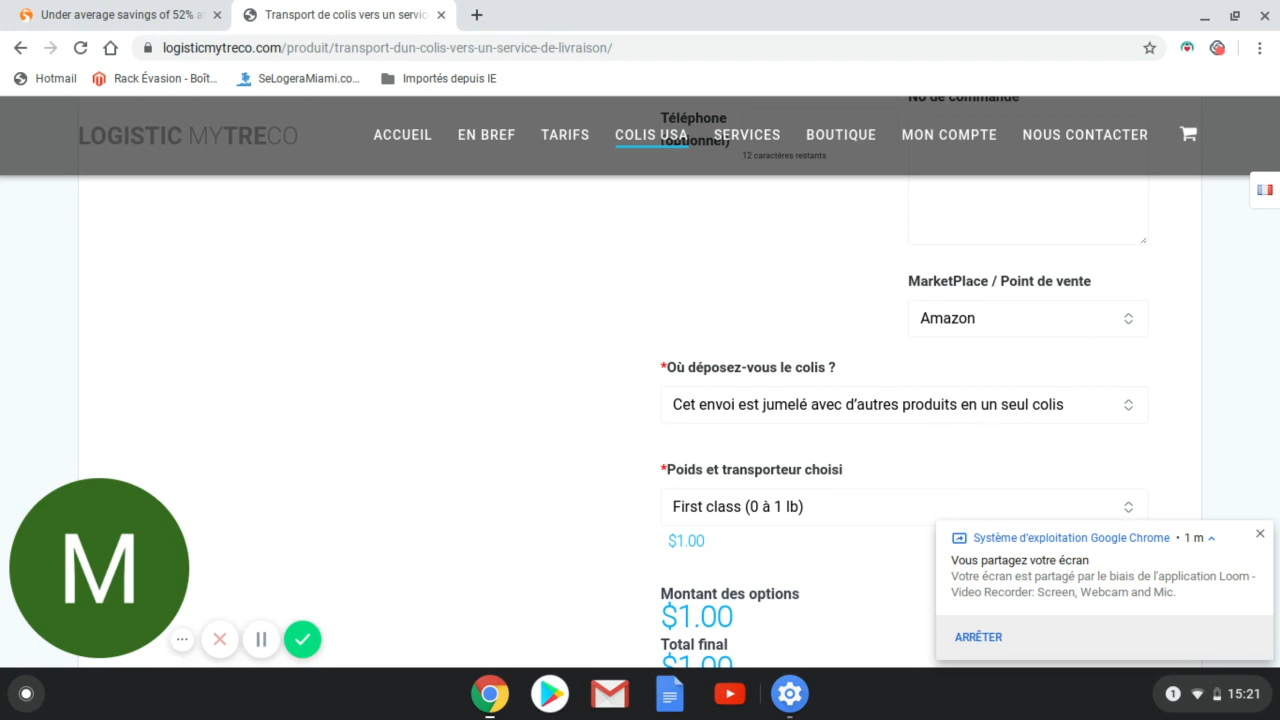 Under average savings of 52% a
Transport de colis vers un servic
logisticmytreco.com/produit/transport-dun-colis-vers-un-service-de-livraison/
Hotmail
Rack Évasion - Boît...
SeLogeraMiami.co...
Importés depuis IE
No de commande
Téléphone
(optionnel)
12 caractères restants
LOGISTIC MYTRECO
ACCUEIL
EN BREF
TARIFS
COLIS USA
SERVICES
BOUTIQUE
MON COMPTE
NOUS CONTACTER
MarketPlace / Point de vente
Amazon
*Où déposez-vous le colis ?
Cet envoi est jumelé avec d'autres produits en un seul colis
*Poids et transporteur choisi
First class (0 à 1 lb)
$1.00
Montant des options
$1.00
Total final
$1.00
Système d'exploitation Google Chrome • 1 m
Vous partagez votre écran
Votre écran est partagé par le biais de l'application Loom -
Video Recorder: Screen, Webcam and Mic.
ARRÊTER
M
1
15:21